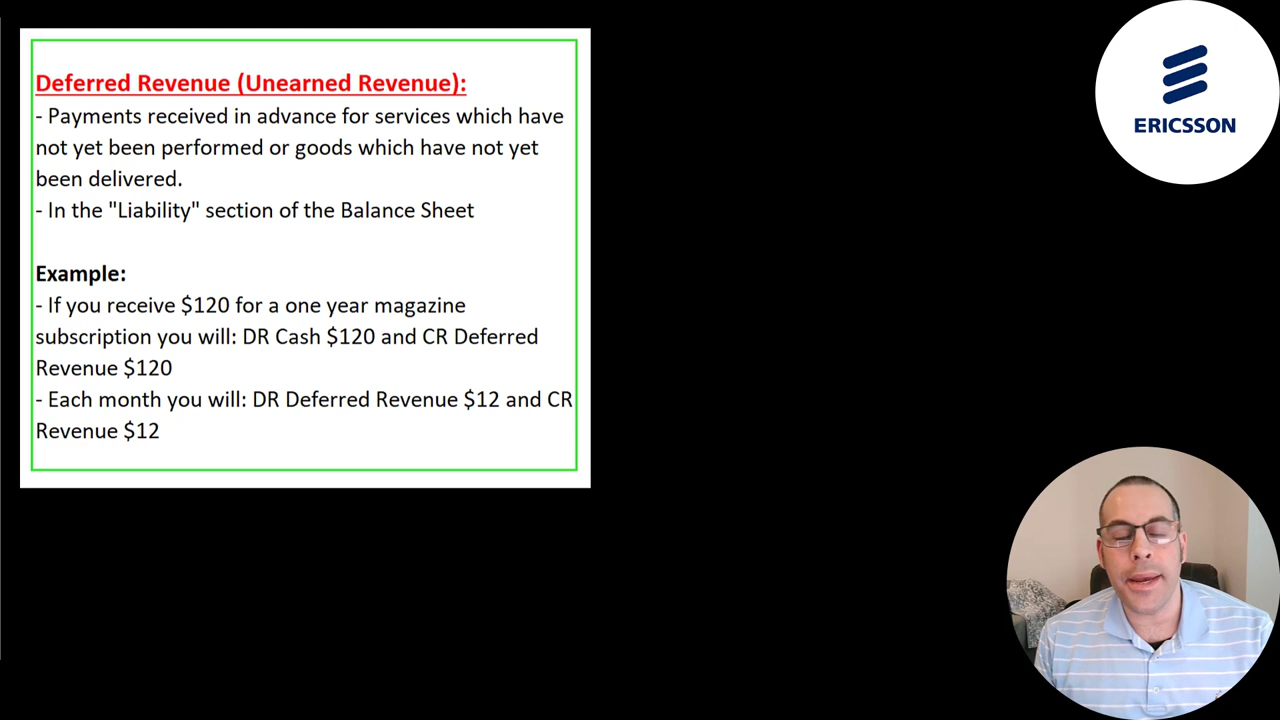 Deferred Revenue (Unearned Revenue):
- Payments received in advance for services which have
not yet been performed or goods which have not yet
been delivered.
- In the "Liability" section of the Balance Sheet
Example:
- If you receive $120 for a one year magazine
subscription you will: DR Cash $120 and CR Deferred
Revenue $120
- Each month you will: DR Deferred Revenue $12 and CR
Revenue $12
ERICSSON